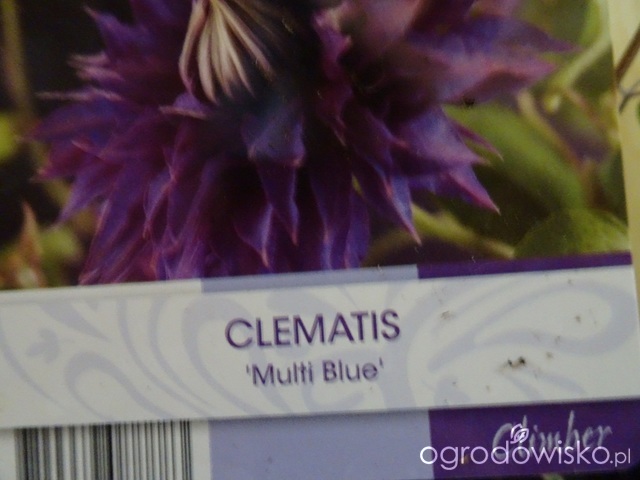 CLEMATIS
'Multi Blue'
Climber
ogrodowisko.pl